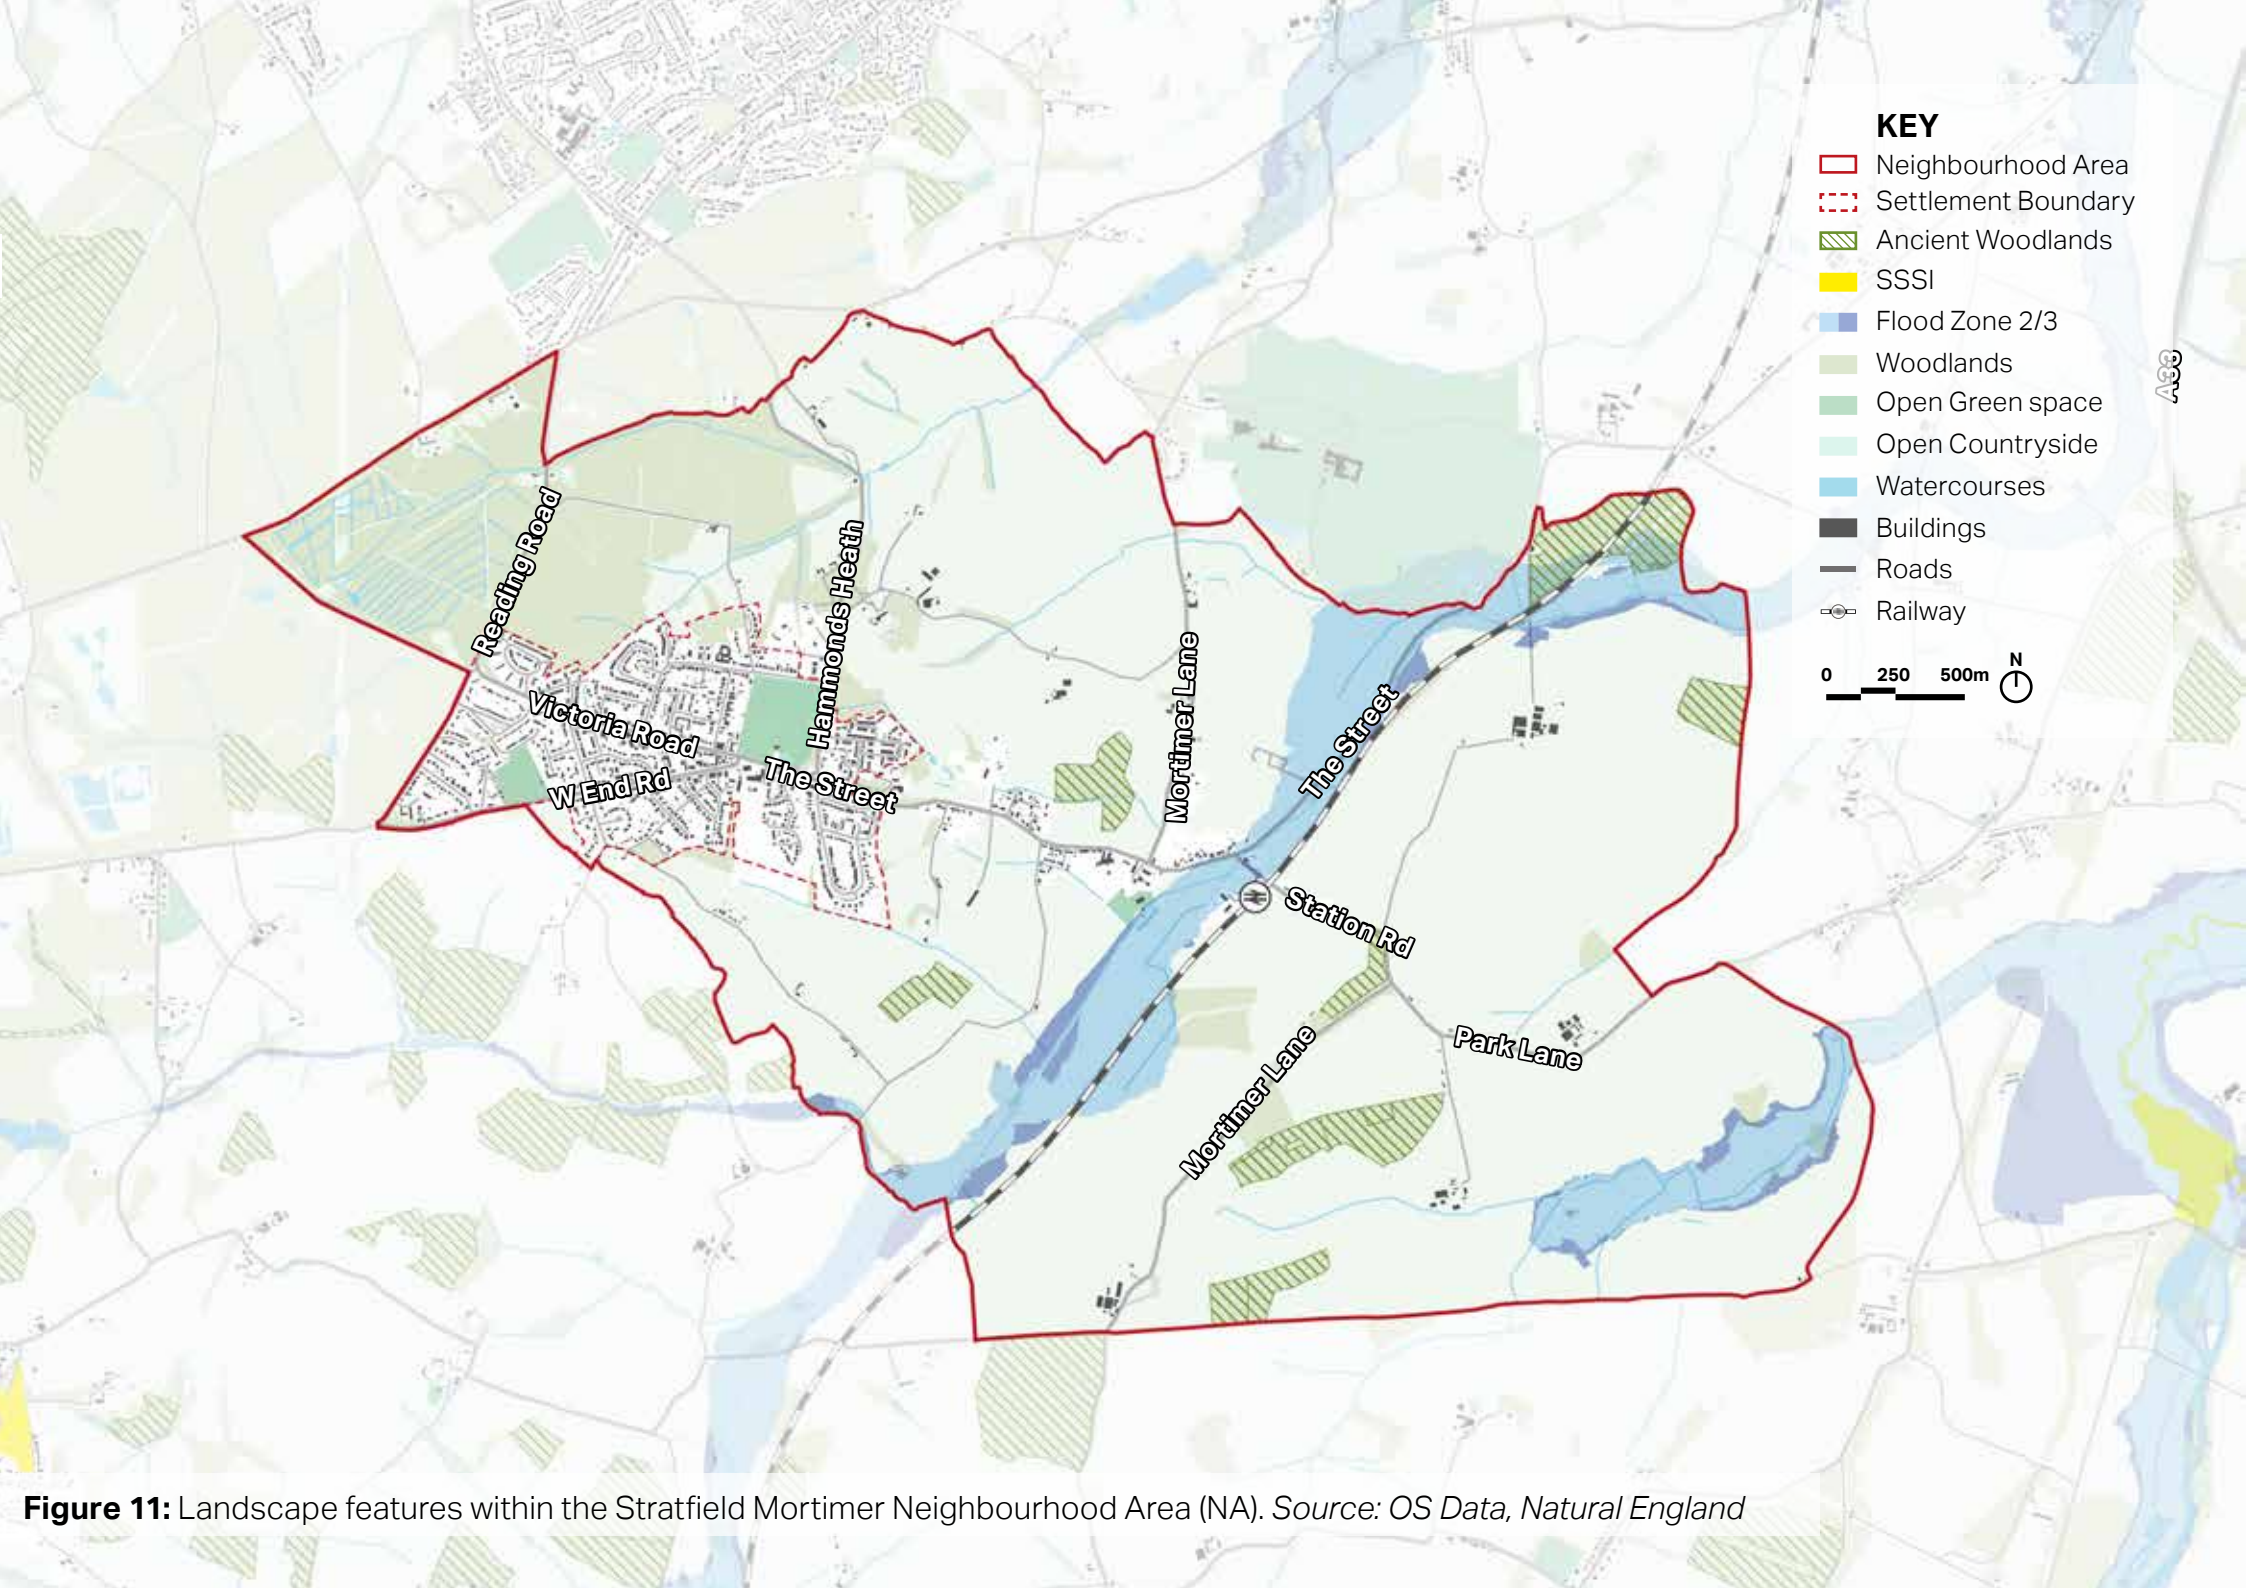 KEY
Neighbourhood Area
Settlement Boundary
Ancient Woodlands
SSSI
Flood Zone 2/3
Woodlands
Open Green space
Open Countryside
Watercourses
Buildings
Roads
Railway
0 250 500m
N
A33
Reading Road
Hammonds Heath
Victoria Road
W End Rd
The Street
Mortimer Lane
The Street
Station Rd
Park Lane
Mortimer Lane
Figure 11: Landscape features within the Stratfield Mortimer Neighbourhood Area (NA). Source: OS Data, Natural England